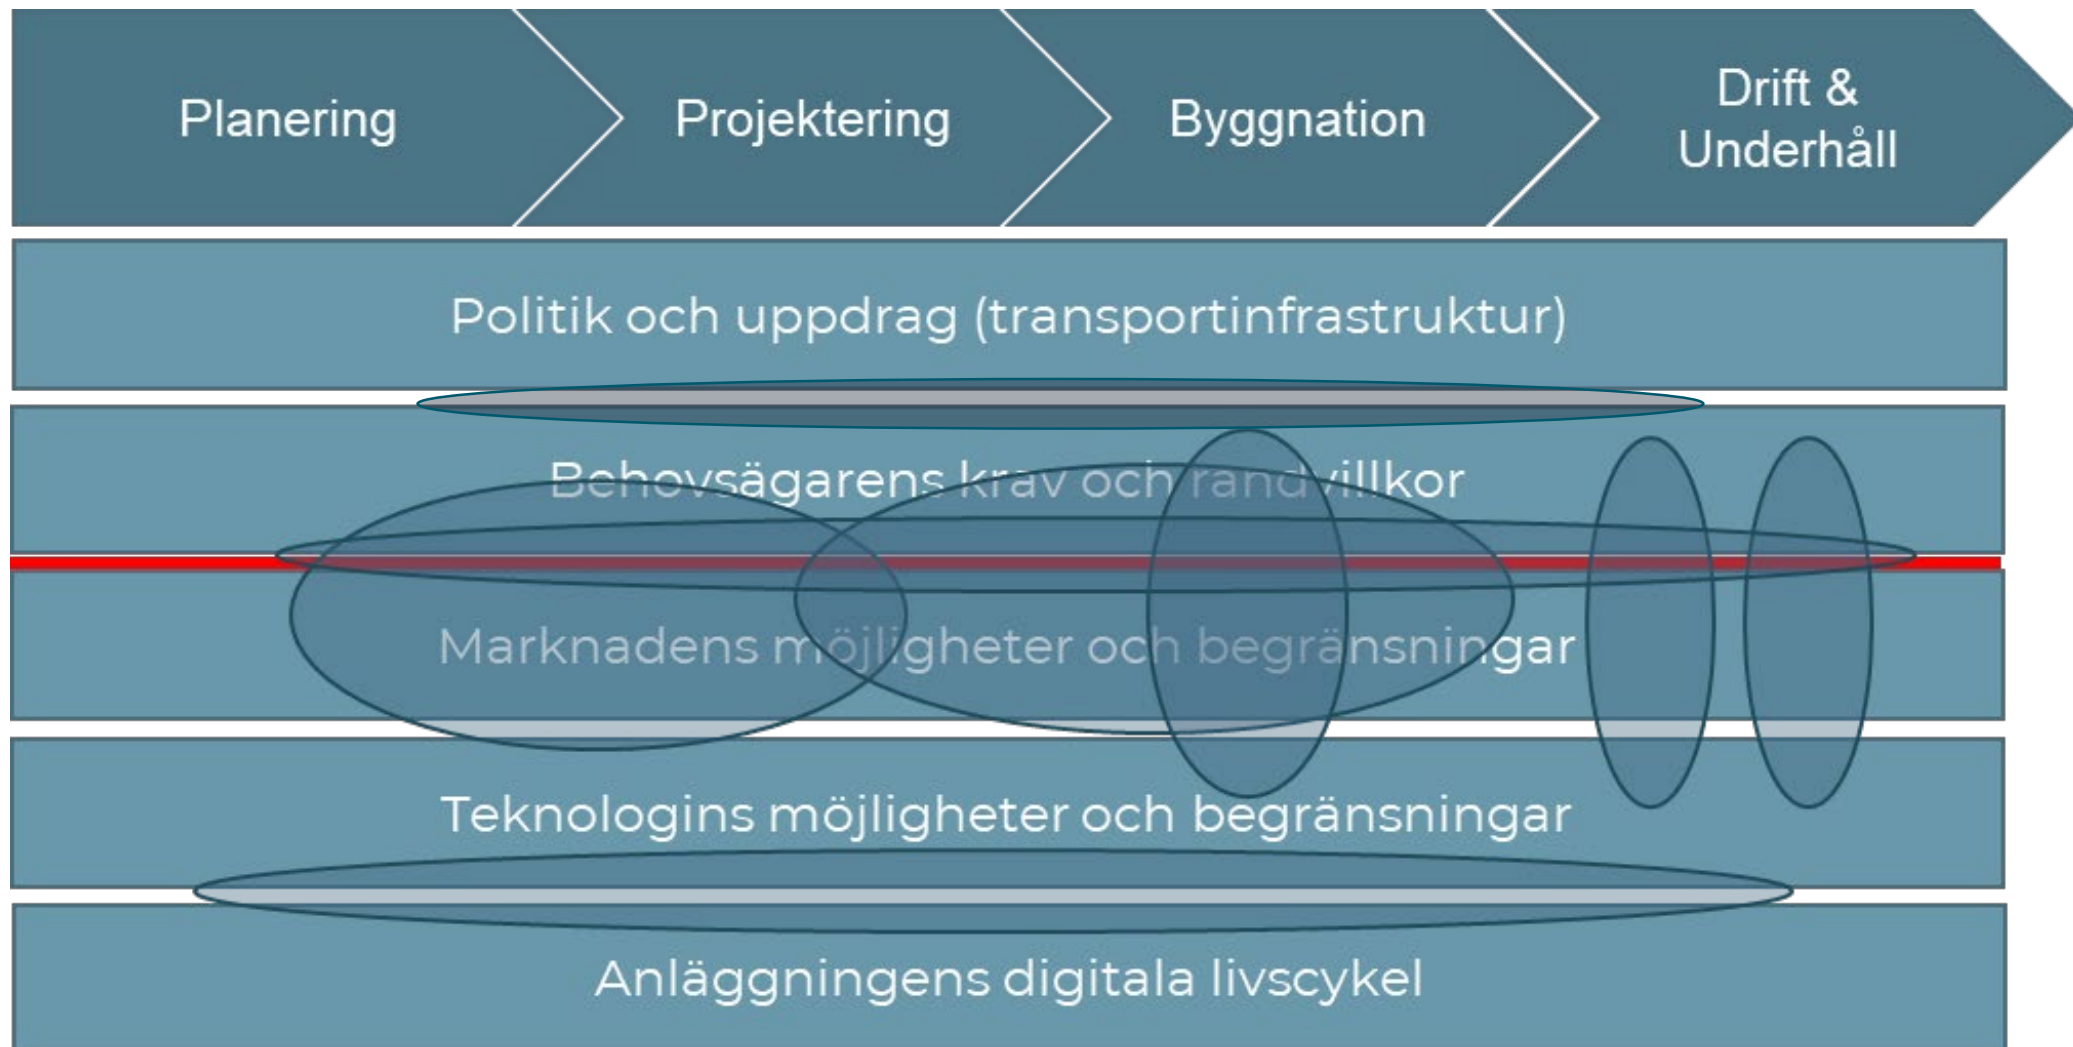 Planering
Projektering
Byggnation
Drift &
Underhåll
Politik och uppdrag (transportinfrastruktur)
Behovsägarens krav och randvillkor
Marknadens möjligheter och begränsningar
Teknologins möjligheter och begränsningar
Anläggningens digitala livscykel